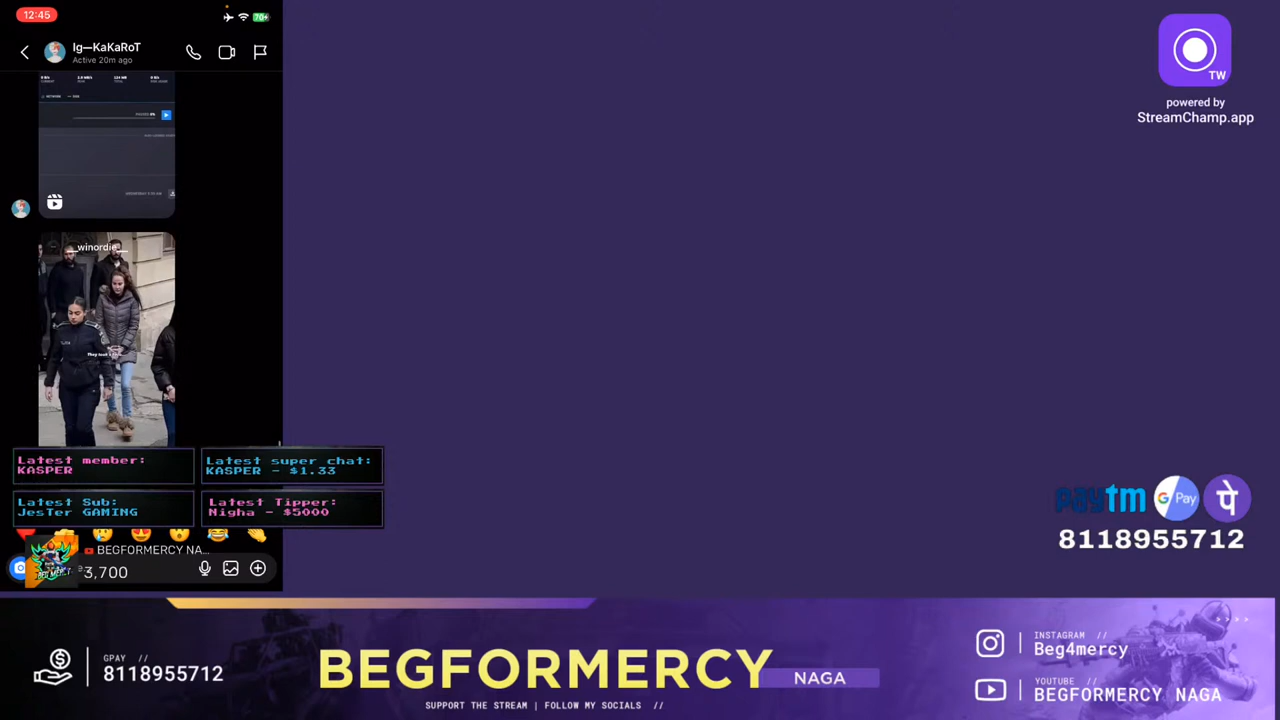 12:45
70+
Ig—KaKaRoT
Active 20m ago
__winordie__
Latest member:
KASPER
Latest super chat:
KASPER - $1.33
Latest Sub:
JesTer GAMING
Latest Tipper:
Nigha - $5000
BEGFORMERCY NA...
3,700
TW
powered by
StreamChamp.app
paytm
G Pay
पे
8118955712
GPAY //
8118955712
BEGFORMERCY
NAGA
SUPPORT THE STREAM | FOLLOW MY SOCIALS //
> > > >
INSTAGRAM //
Beg4mercy
YOUTUBE //
BEGFORMERCY NAGA